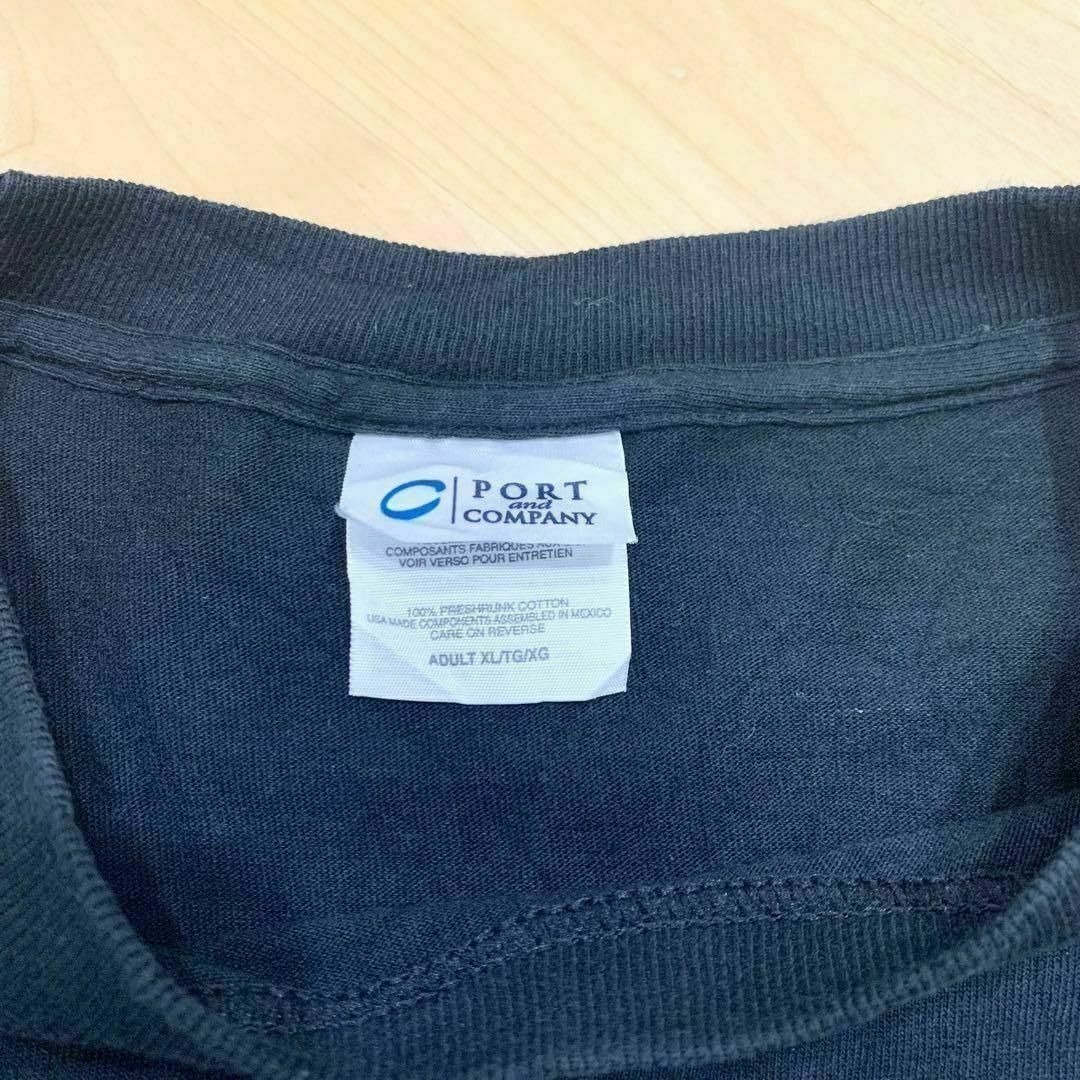 PORT
and
COMPANY
COMPOSANTS FABRIQUES AUX
VOIR VERSO POUR ENTRETIEN
100% PRESHRUNK COTTON
USA MADE COMPONENTS ASSEMBLED IN MEXICO
CARE ON REVERSE
ADULT XL/TG/XG